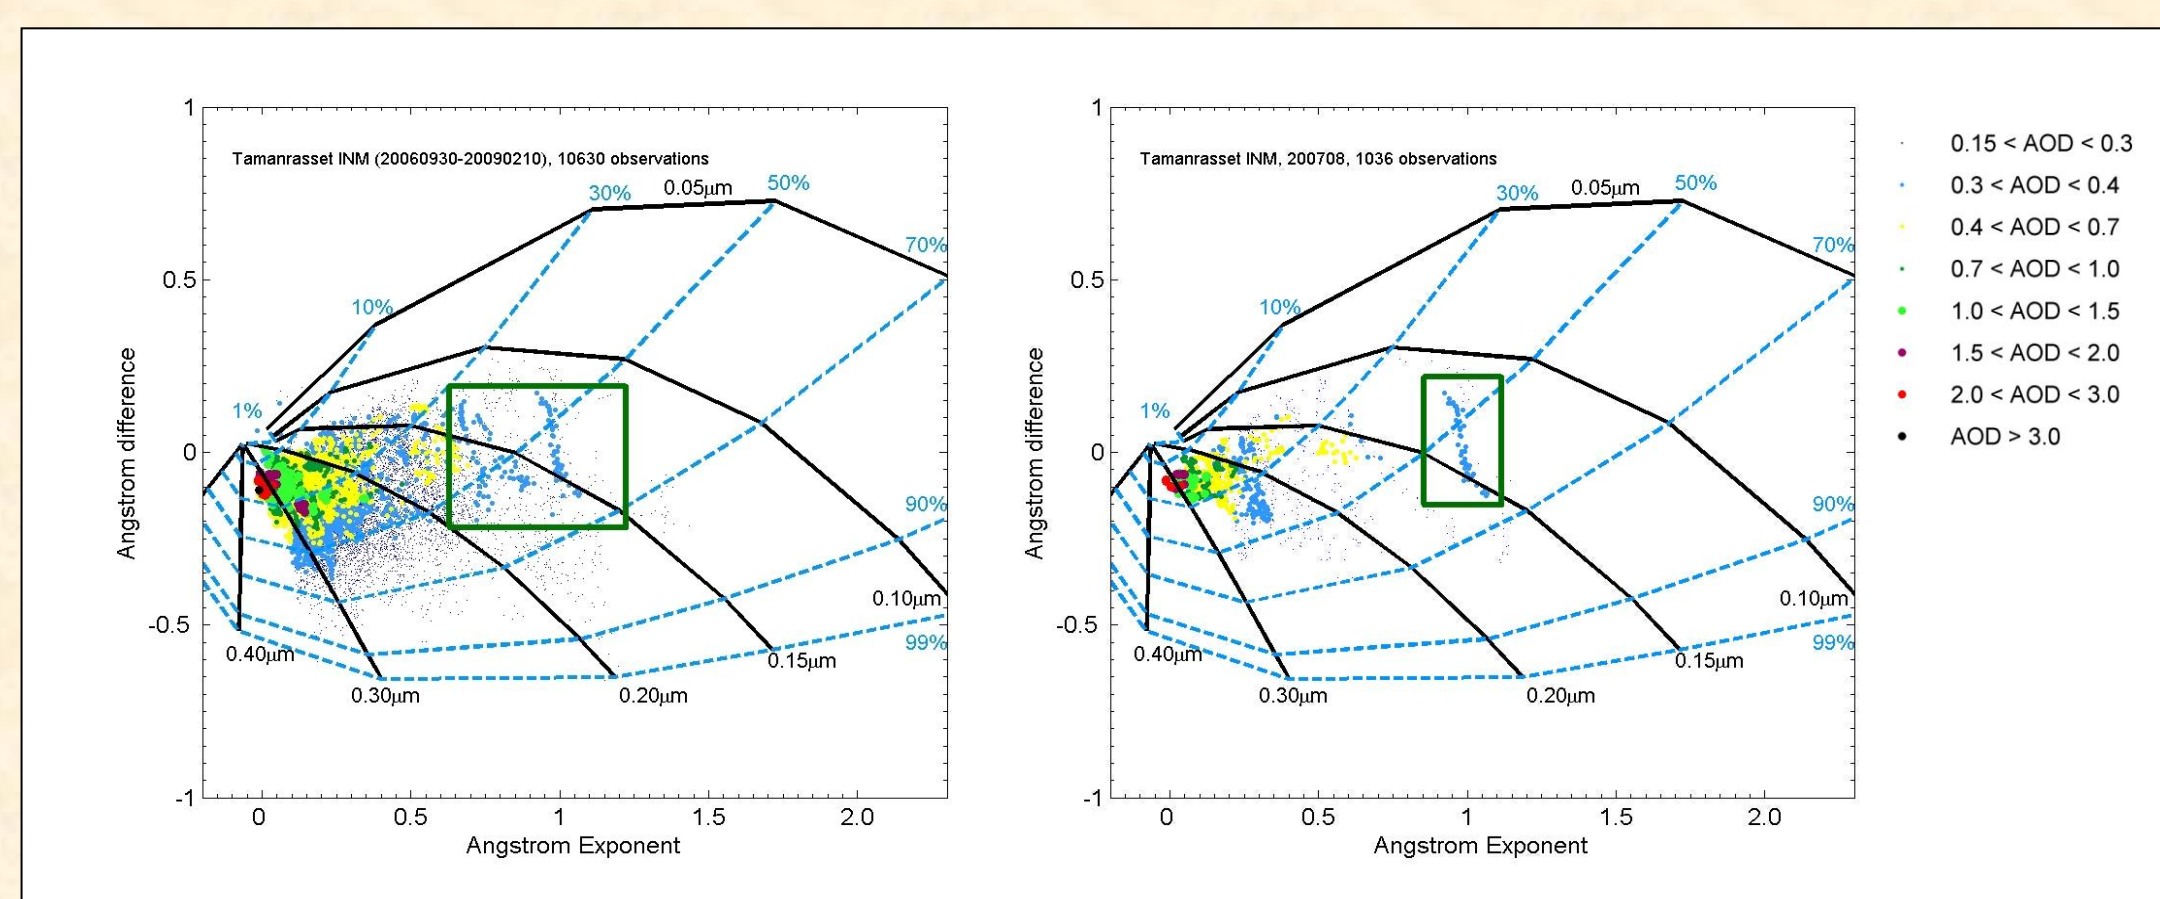 1
1
Tamanrasset INM (20060930-20090210), 10630 observations
Tamanrasset INM, 200708, 1036 observations
0.15 < AOD < 0.3
0.3 < AOD < 0.4
0.4 < AOD < 0.7
0.7 < AOD < 1.0
1.0 < AOD < 1.5
1.5 < AOD < 2.0
2.0 < AOD < 3.0
AOD > 3.0
30%
0.05μm
50%
30%
0.05μm
50%
70%
70%
0.5
0.5
10%
10%
Angstrom difference
Angstrom difference
1%
1%
0
0
90%
90%
0.10μm
0.10μm
-0.5
-0.5
99%
99%
0.40μm
0.15μm
0.40μm
0.15μm
0.30μm
0.20μm
0.30μm
0.20μm
-1
-1
0 0.5 1 1.5 2.0
0 0.5 1 1.5 2.0
Angstrom Exponent
Angstrom Exponent